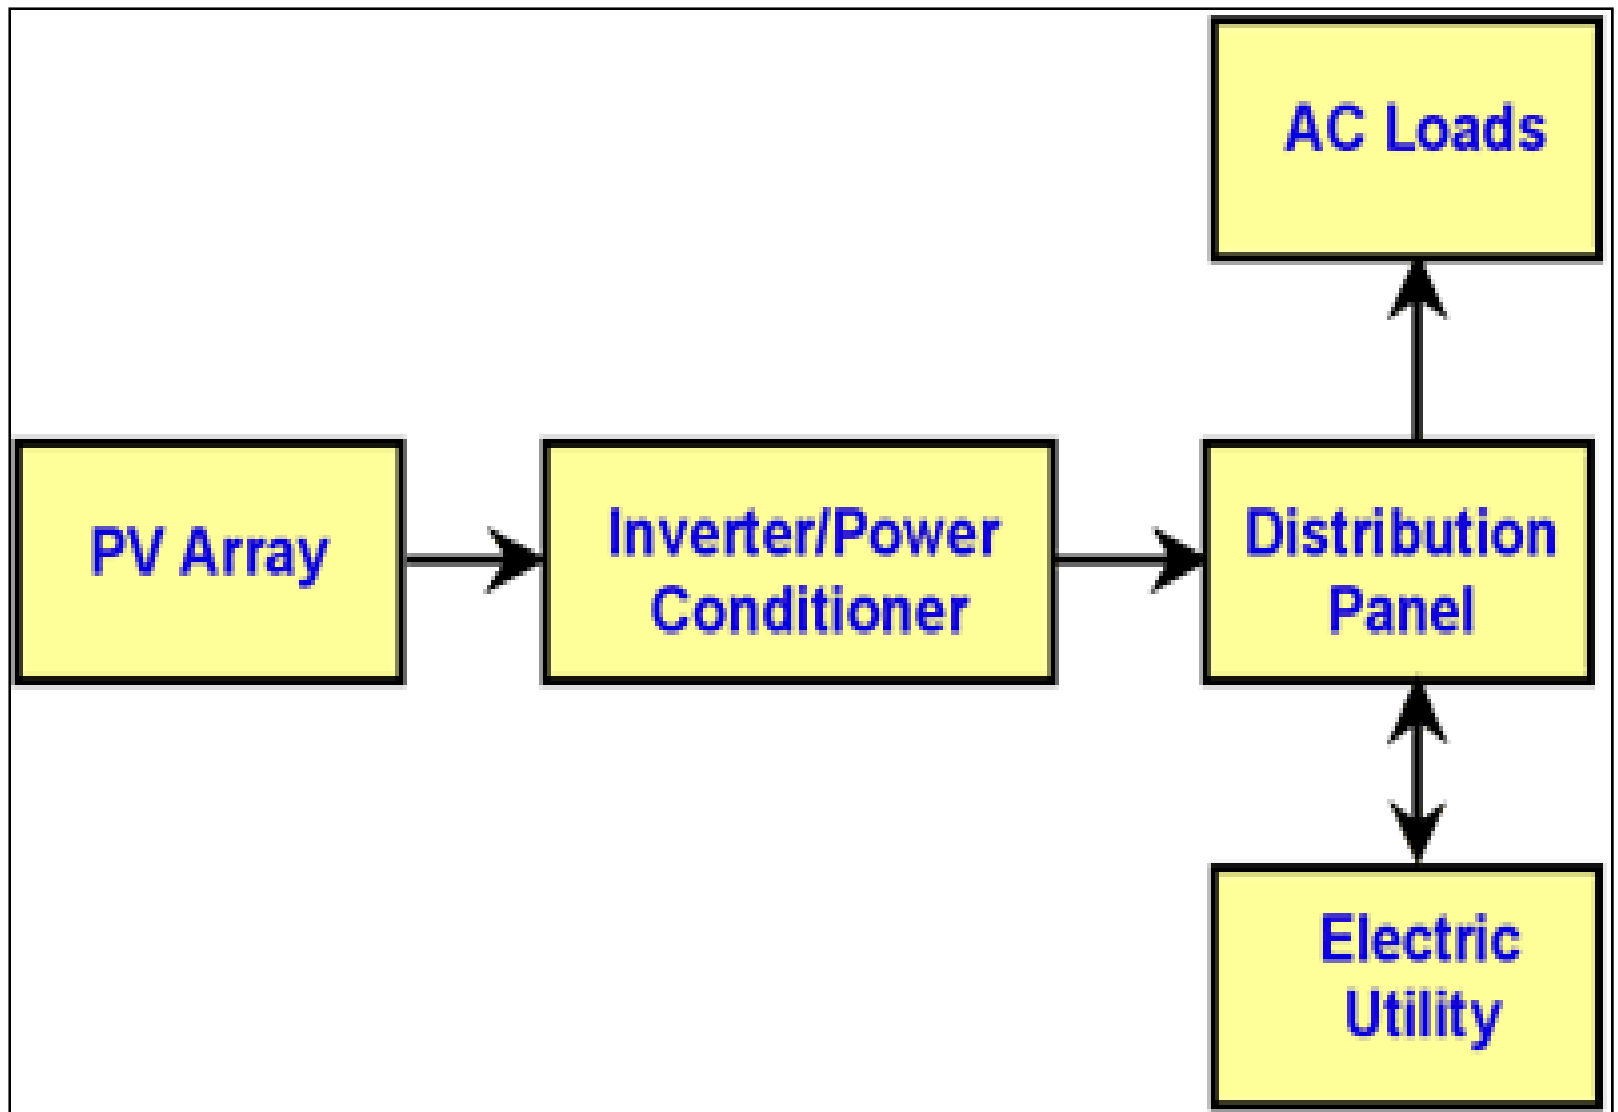 AC Loads
PV Array
Inverter/Power
Conditioner
Distribution
Panel
Electric
Utility